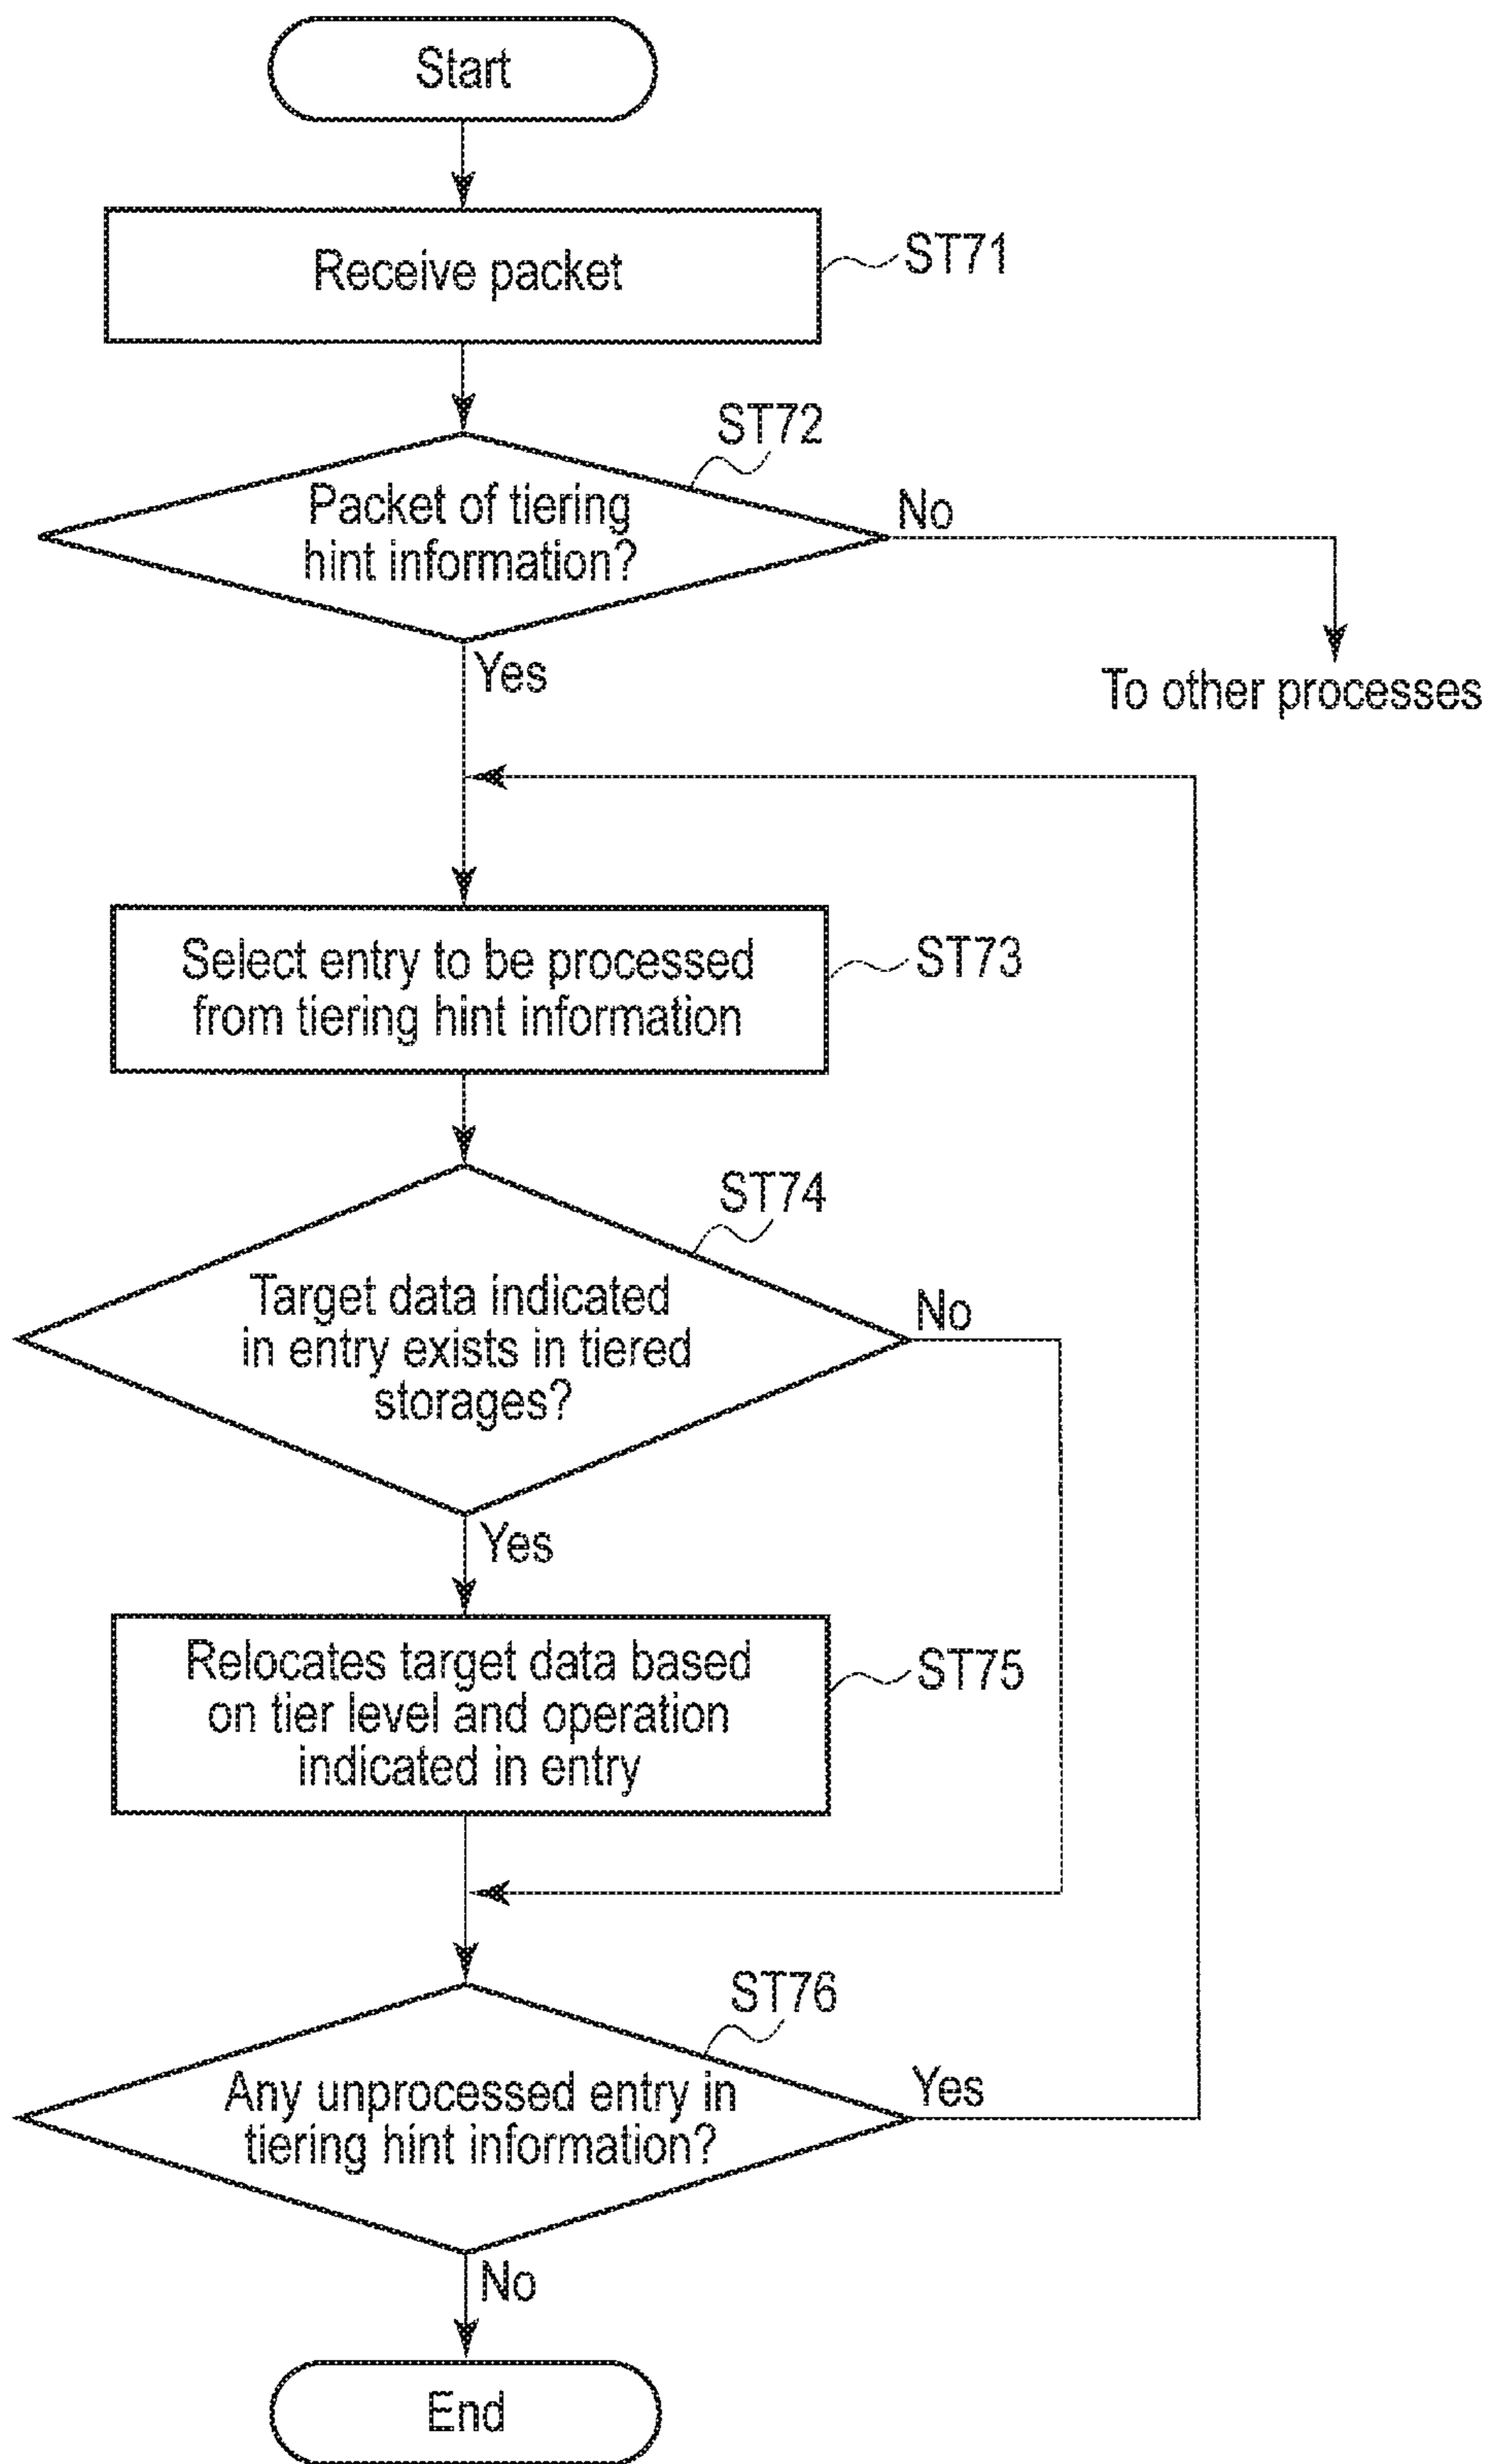 Start
Receive packet
ST71
ST72
Packet of tiering
hint information?
No
Yes
To other processes
Select entry to be processed
from tiering hint information
ST73
ST74
Target data indicated
in entry exists in tiered
storages?
No
Yes
Relocates target data based
on tier level and operation
indicated in entry
ST75
ST76
Any unprocessed entry in
tiering hint information?
Yes
No
End